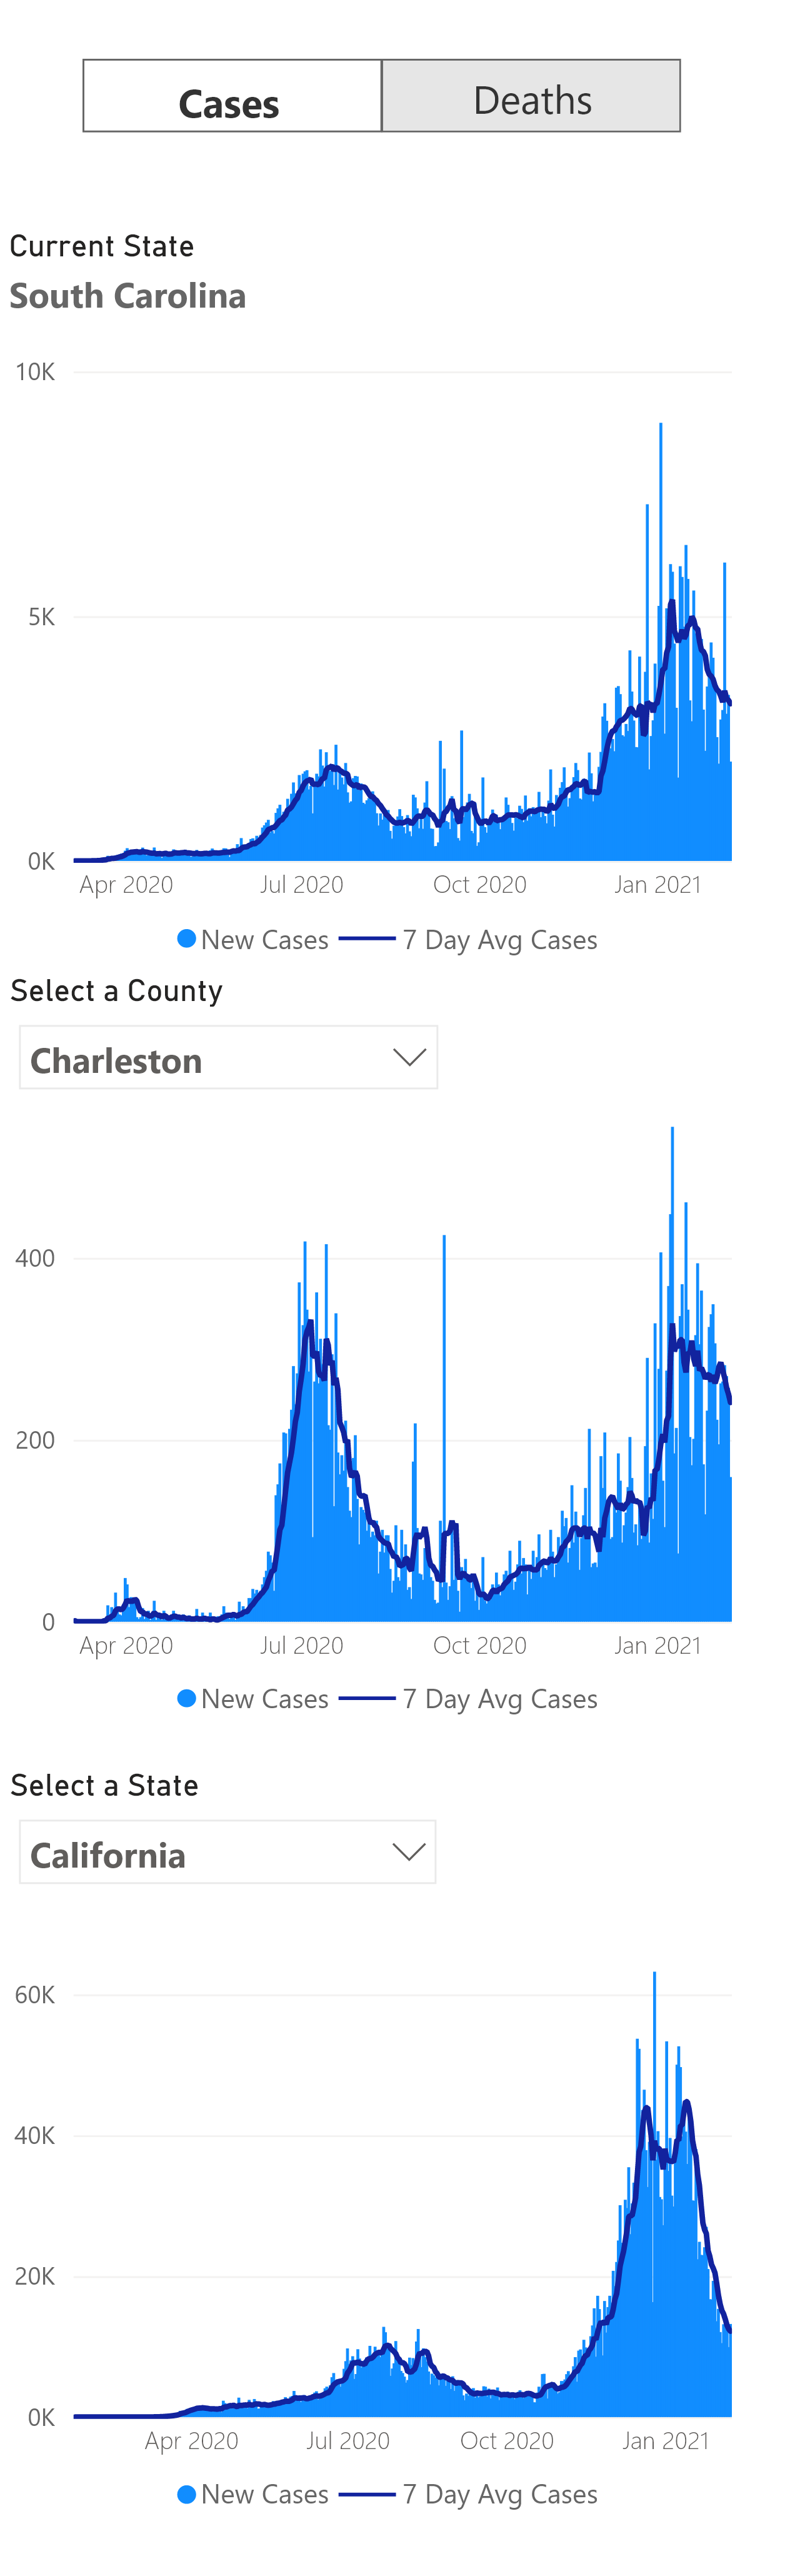 Cases Deaths
Current State
South Carolina
10K
5K
0K
Apr 2020 Jul 2020 Oct 2020 Jan 2021
New Cases 7 Day Avg Cases
Select a County
Charleston
400
200
0
Apr 2020 Jul 2020 Oct 2020 Jan 2021
New Cases 7 Day Avg Cases
Select a State
California
60K
40K
20K
0K
Apr 2020 Jul 2020 Oct 2020 Jan 2021
New Cases 7 Day Avg Cases